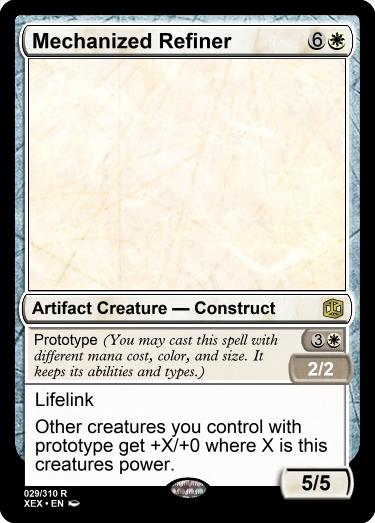 Mechanized Refiner 6
Artifact Creature — Construct
Prototype (You may cast this spell with 3
different mana cost, color, and size. It
keeps its abilities and types.) 2/2
Lifelink
Other creatures you control with
prototype get +X/+0 where X is this
creatures power.
5/5
029/310 R
XEX • EN